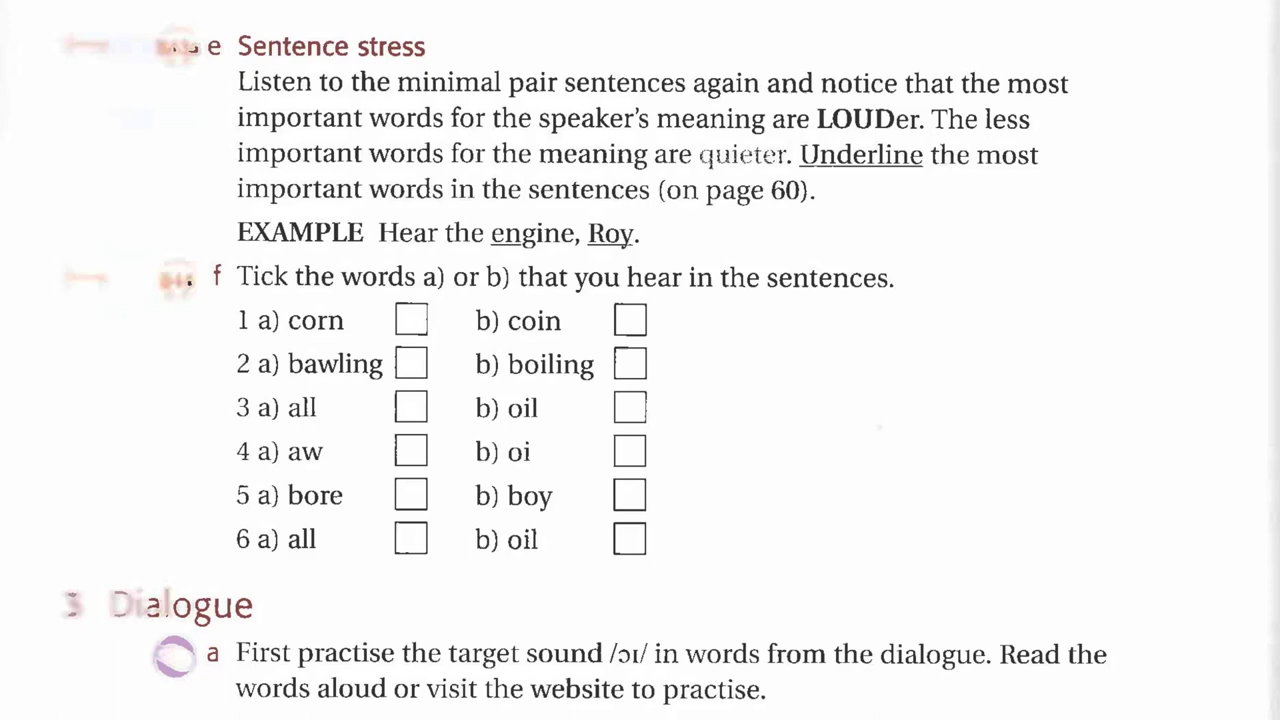 e Sentence stress
Listen to the minimal pair sentences again and notice that the most
important words for the speaker's meaning are LOUDer. The less
important words for the meaning are quieter. Underline the most
important words in the sentences (on page 60).
EXAMPLE Hear the engine, Roy.
f Tick the words a) or b) that you hear in the sentences.
1 a) corn b) coin
2 a) bawling b) boiling
3 a) all b) oil
4 a) aw b) oi
5 a) bore b) boy
6 a) all b) oil
3 Dialogue
a First practise the target sound /ɔɪ/ in words from the dialogue. Read the
words aloud or visit the website to practise.